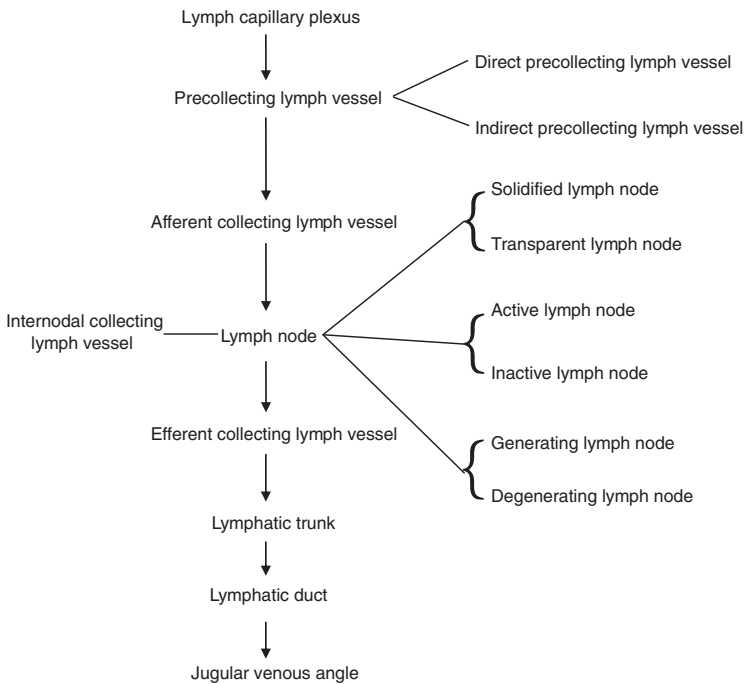 Lymph capillary plexus
Direct precollecting lymph vessel
Precollecting lymph vessel
Indirect precollecting lymph vessel
Solidified lymph node
Afferent collecting lymph vessel
Transparent lymph node
Active lymph node
Internodal collecting
lymph vessel
Lymph node
Inactive lymph node
Efferent collecting lymph vessel
Generating lymph node
Degenerating lymph node
Lymphatic trunk
Lymphatic duct
Jugular venous angle